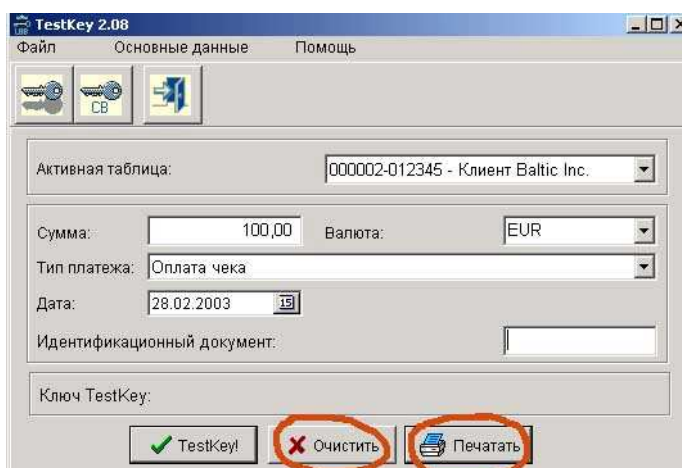 TestKey 2.08
Файл Основные данные Помощь
CB
Активная таблица: 000002-012345 - Клиент Baltic Inc.
Сумма: 100,00 Валюта: EUR
Тип платежа: Оплата чека
Дата: 28.02.2003 15
Идентификационный документ:
Ключ TestKey:
TestKey! Очистить Печатать